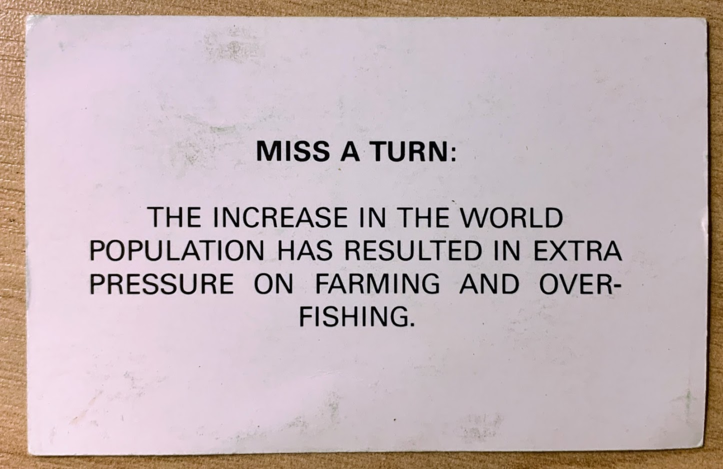 MISS A TURN:
THE INCREASE IN THE WORLD
POPULATION HAS RESULTED IN EXTRA
PRESSURE ON FARMING AND OVER-
FISHING.